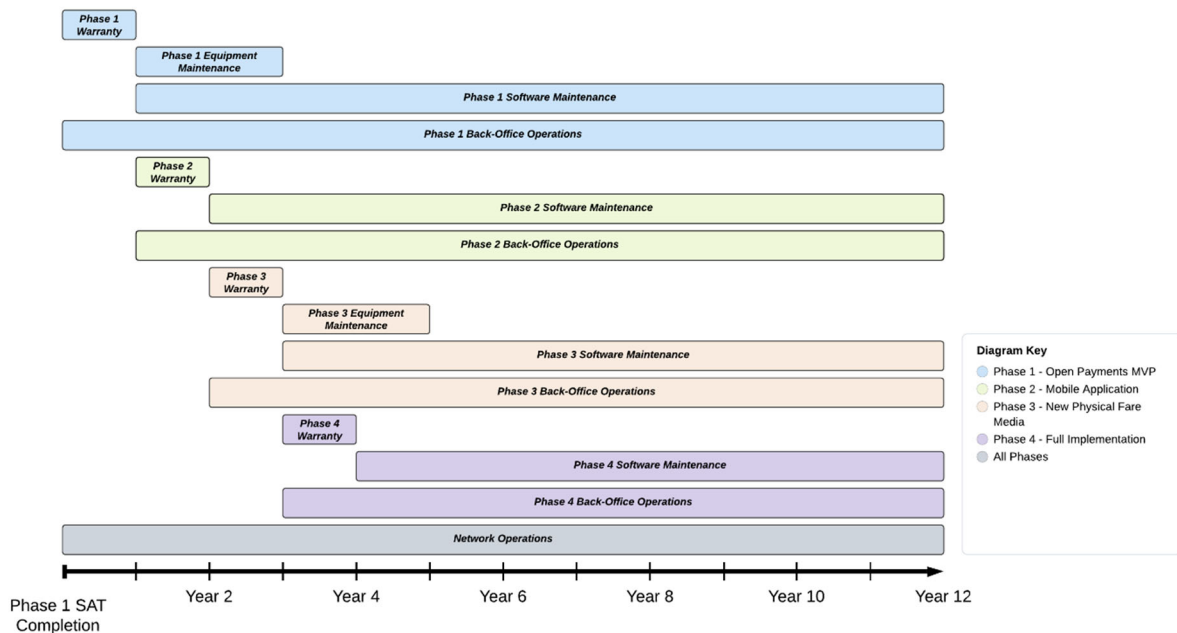 Phase 1
Warranty
Phase 1 Equipment
Maintenance
Phase 1 Software Maintenance
Phase 1 Back-Office Operations
Phase 2
Warranty
Phase 2 Software Maintenance
Phase 2 Back-Office Operations
Phase 3
Warranty
Phase 3 Equipment
Maintenance
Phase 3 Software Maintenance
Phase 3 Back-Office Operations
Phase 4
Warranty
Phase 4 Software Maintenance
Phase 4 Back-Office Operations
Network Operations
Phase 1 SAT
Completion
Year 2
Year 4
Year 6
Year 8
Year 10
Year 12
Diagram Key
Phase 1 - Open Payments MVP
Phase 2 - Mobile Application
Phase 3 - New Physical Fare
Media
Phase 4 - Full Implementation
All Phases